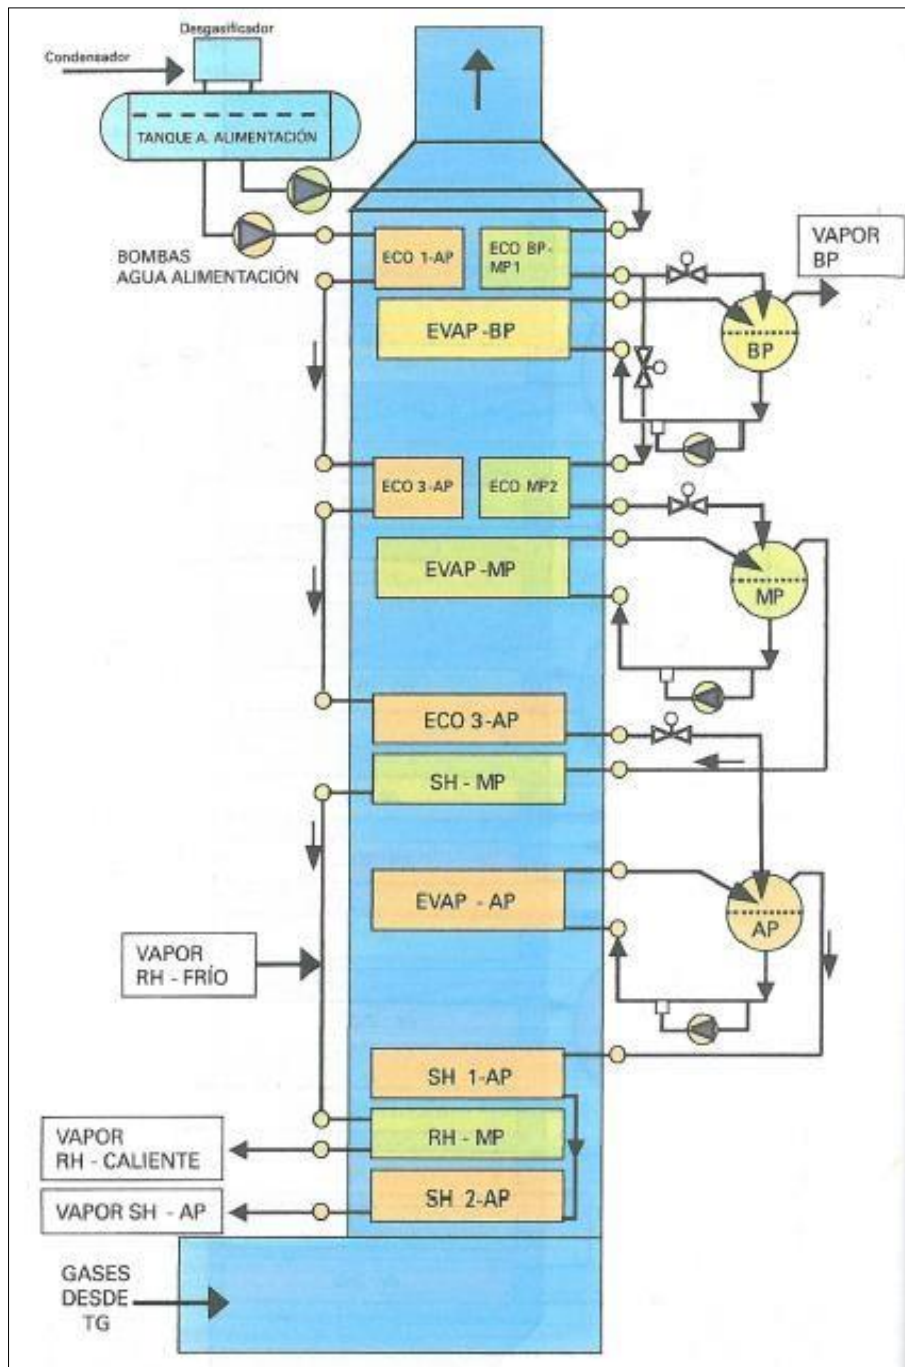 Desgasificador
Condensador
TANQUE A. ALIMENTACIÓN
BOMBAS
AGUA ALIMENTACIÓN
ECO 1-AP
ECO BP-
MP1
VAPOR
BP
EVAP-BP
BP
ECO 3-AP
ECO MP2
EVAP-MP
MP
ECO 3-AP
SH - MP
EVAP - AP
AP
VAPOR
RH - FRÍO
SH 1-AP
RH - MP
VAPOR
RH - CALIENTE
SH 2-AP
VAPOR SH - AP
GASES
DESDE
TG